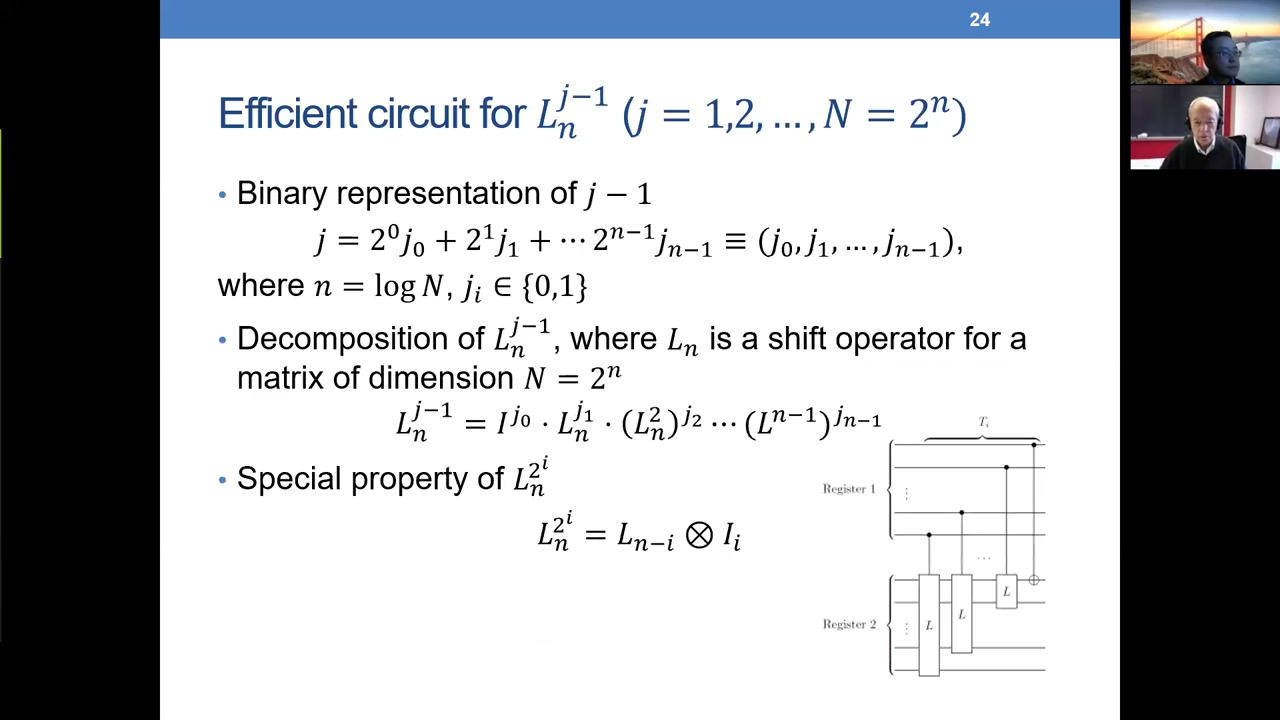 24
Efficient circuit for $L_n^{j-1}$ ($j = 1,2, \ldots, N = 2^n$)
• Binary representation of $j - 1$
$j = 2^0 j_0 + 2^1 j_1 + \cdots 2^{n-1} j_{n-1} \equiv (j_0, j_1, \ldots, j_{n-1}),$
where $n = \log N, j_i \in \{0,1\}$
• Decomposition of $L_n^{j-1}$, where $L_n$ is a shift operator for a
matrix of dimension $N = 2^n$
$L_n^{j-1} = I^{j_0} \cdot L_n^{j_1} \cdot (L_n^2)^{j_2} \cdots (L^{n-1})^{j_{n-1}}$
• Special property of $L_n^{2^i}$
$L_n^{2^i} = L_{n-i} \otimes I_i$
$T_i$
Register 1
⋮
⋯
Register 2
⋮
L
L
L